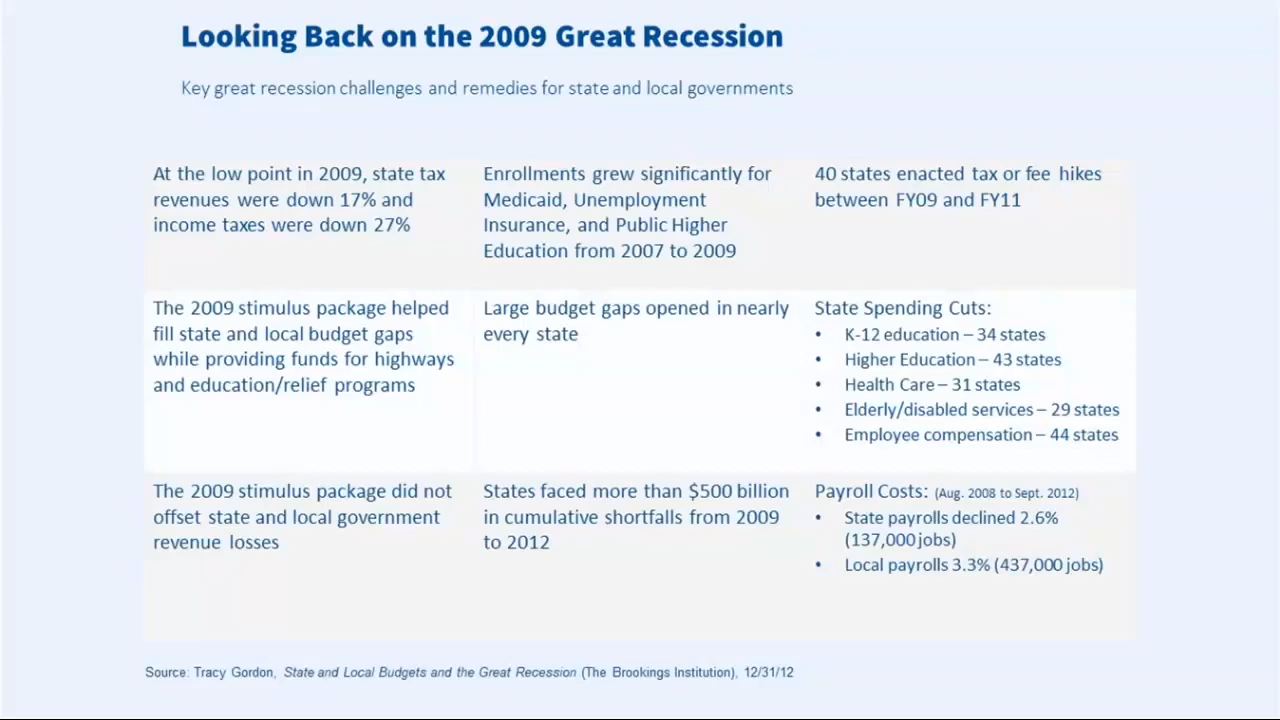 Looking Back on the 2009 Great Recession
Key great recession challenges and remedies for state and local governments
At the low point in 2009, state tax
revenues were down 17% and
income taxes were down 27%
Enrollments grew significantly for
Medicaid, Unemployment
Insurance, and Public Higher
Education from 2007 to 2009
40 states enacted tax or fee hikes
between FY09 and FY11
The 2009 stimulus package helped
fill state and local budget gaps
while providing funds for highways
and education/relief programs
Large budget gaps opened in nearly
every state
State Spending Cuts:
• K-12 education – 34 states
• Higher Education – 43 states
• Health Care – 31 states
• Elderly/disabled services – 29 states
• Employee compensation – 44 states
The 2009 stimulus package did not
offset state and local government
revenue losses
States faced more than $500 billion
in cumulative shortfalls from 2009
to 2012
Payroll Costs: (Aug. 2008 to Sept. 2012)
• State payrolls declined 2.6%
(137,000 jobs)
• Local payrolls 3.3% (437,000 jobs)
Source: Tracy Gordon, State and Local Budgets and the Great Recession (The Brookings Institution), 12/31/12